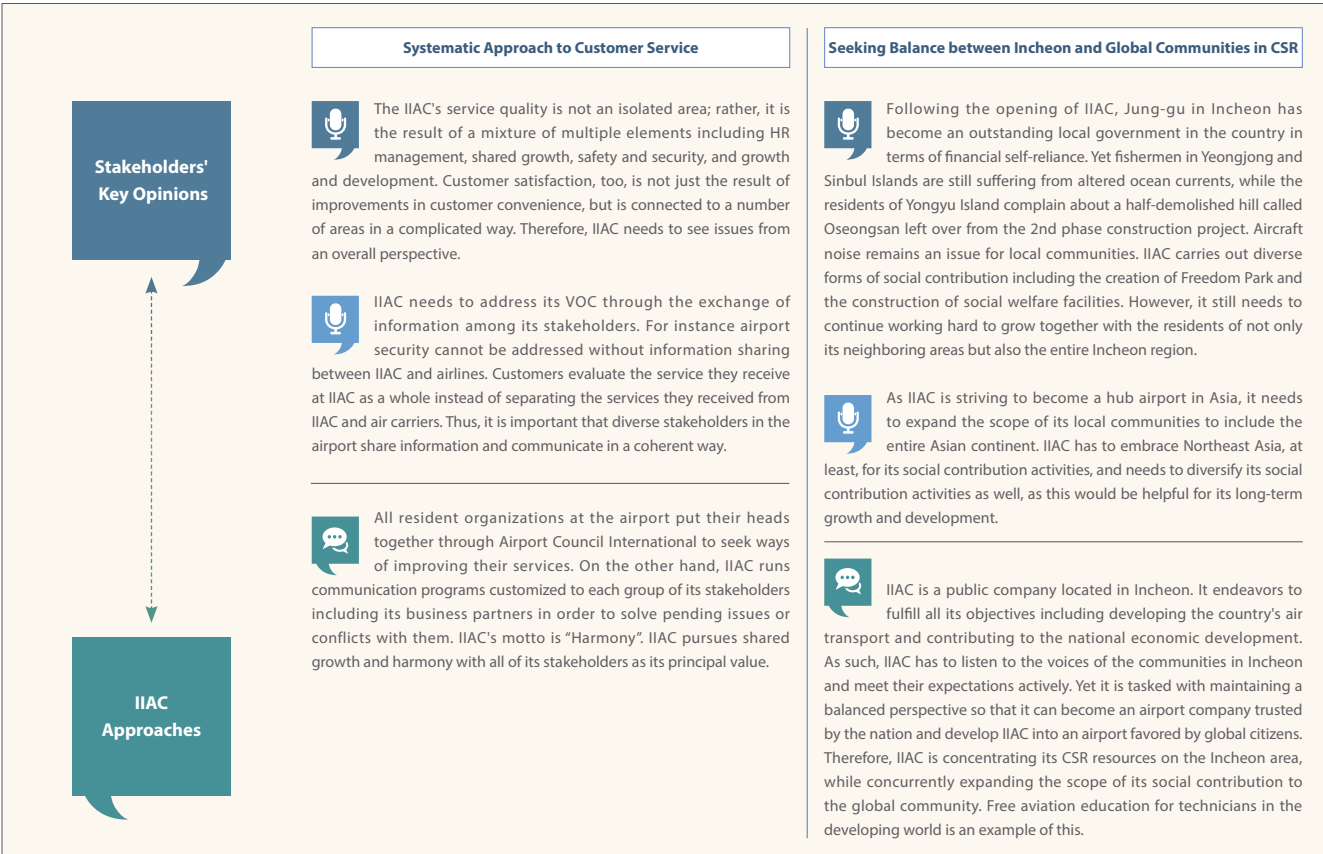 Stakeholders'
Key Opinions
IIAC
Approaches
Systematic Approach to Customer Service
The IIAC's service quality is not an isolated area; rather, it is
the result of a mixture of multiple elements including HR
management, shared growth, safety and security, and growth
and development. Customer satisfaction, too, is not just the result of
improvements in customer convenience, but is connected to a number
of areas in a complicated way. Therefore, IIAC needs to see issues from
an overall perspective.
IIAC needs to address its VOC through the exchange of
information among its stakeholders. For instance airport
security cannot be addressed without information sharing
between IIAC and airlines. Customers evaluate the service they receive
at IIAC as a whole instead of separating the services they received from
IIAC and air carriers. Thus, it is important that diverse stakeholders in the
airport share information and communicate in a coherent way.
All resident organizations at the airport put their heads
together through Airport Council International to seek ways
of improving their services. On the other hand, IIAC runs
communication programs customized to each group of its stakeholders
including its business partners in order to solve pending issues or
conflicts with them. IIAC's motto is “Harmony”. IIAC pursues shared
growth and harmony with all of its stakeholders as its principal value.
Seeking Balance between Incheon and Global Communities in CSR
Following the opening of IIAC, Jung-gu in Incheon has
become an outstanding local government in the country in
terms of financial self-reliance. Yet fishermen in Yeongjong and
Sinbul Islands are still suffering from altered ocean currents, while the
residents of Yongyu Island complain about a half-demolished hill called
Oseongsan left over from the 2nd phase construction project. Aircraft
noise remains an issue for local communities. IIAC carries out diverse
forms of social contribution including the creation of Freedom Park and
the construction of social welfare facilities. However, it still needs to
continue working hard to grow together with the residents of not only
its neighboring areas but also the entire Incheon region.
As IIAC is striving to become a hub airport in Asia, it needs
to expand the scope of its local communities to include the
entire Asian continent. IIAC has to embrace Northeast Asia, at
least, for its social contribution activities, and needs to diversify its social
contribution activities as well, as this would be helpful for its long-term
growth and development.
IIAC is a public company located in Incheon. It endeavors to
fulfill all its objectives including developing the country's air
transport and contributing to the national economic development.
As such, IIAC has to listen to the voices of the communities in Incheon
and meet their expectations actively. Yet it is tasked with maintaining a
balanced perspective so that it can become an airport company trusted
by the nation and develop IIAC into an airport favored by global citizens.
Therefore, IIAC is concentrating its CSR resources on the Incheon area,
while concurrently expanding the scope of its social contribution to
the global community. Free aviation education for technicians in the
developing world is an example of this.